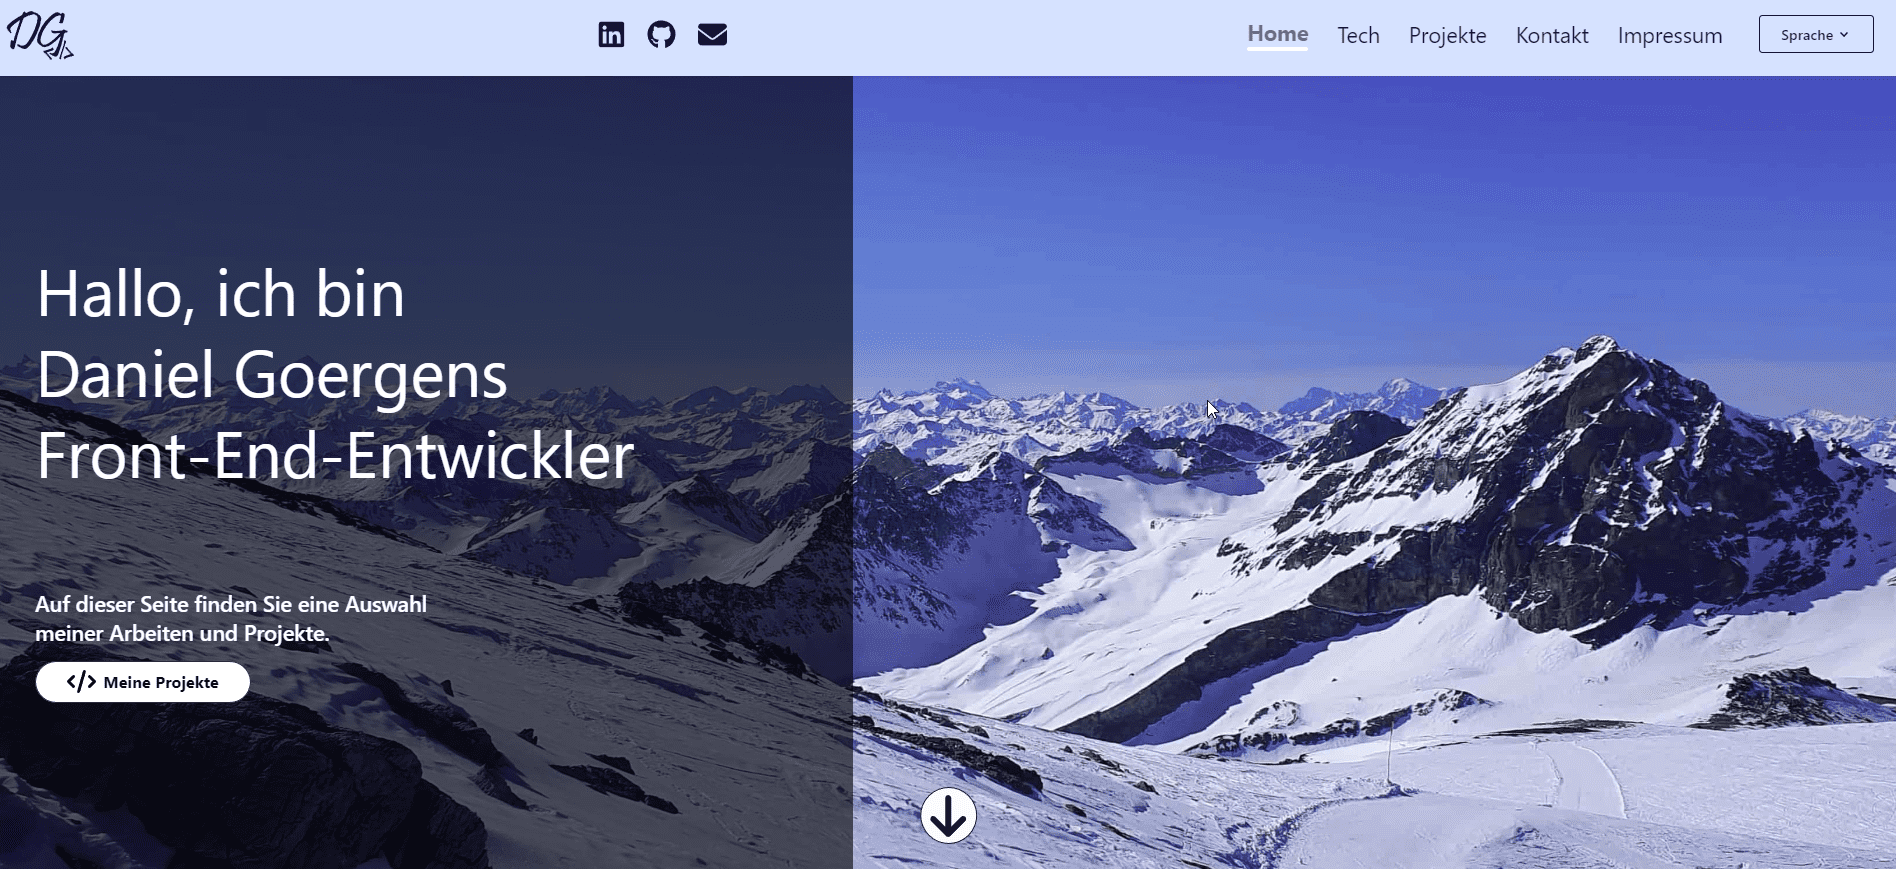 DG
Home Tech Projekte Kontakt Impressum Sprache
Hallo, ich bin
Daniel Goergens
Front-End-Entwickler
Auf dieser Seite finden Sie eine Auswahl
meiner Arbeiten und Projekte.
</> Meine Projekte